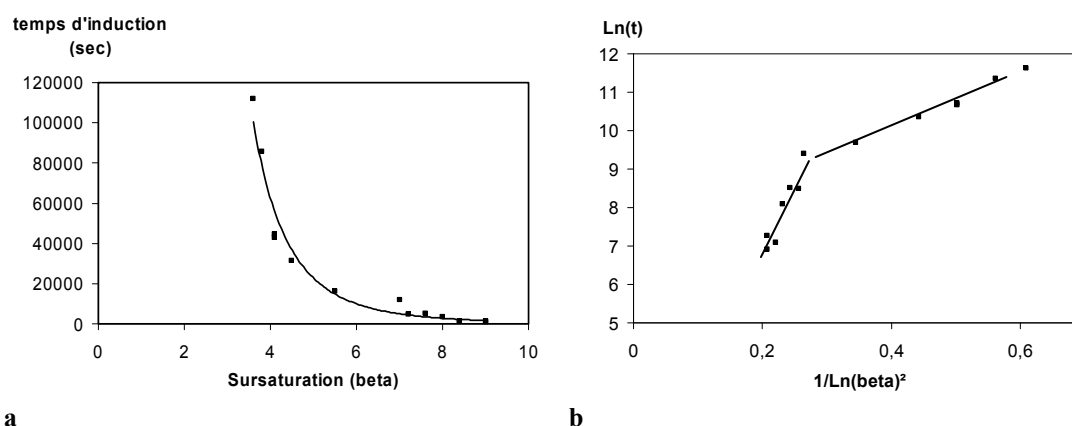 temps d'induction
(sec)
120000
100000
80000
60000
40000
20000
0
0 2 4 6 8 10
Sursaturation (beta)
a
Ln(t)
12
11
10
9
8
7
6
5
0 0,2 0,4 0,6
1/Ln(beta)²
b